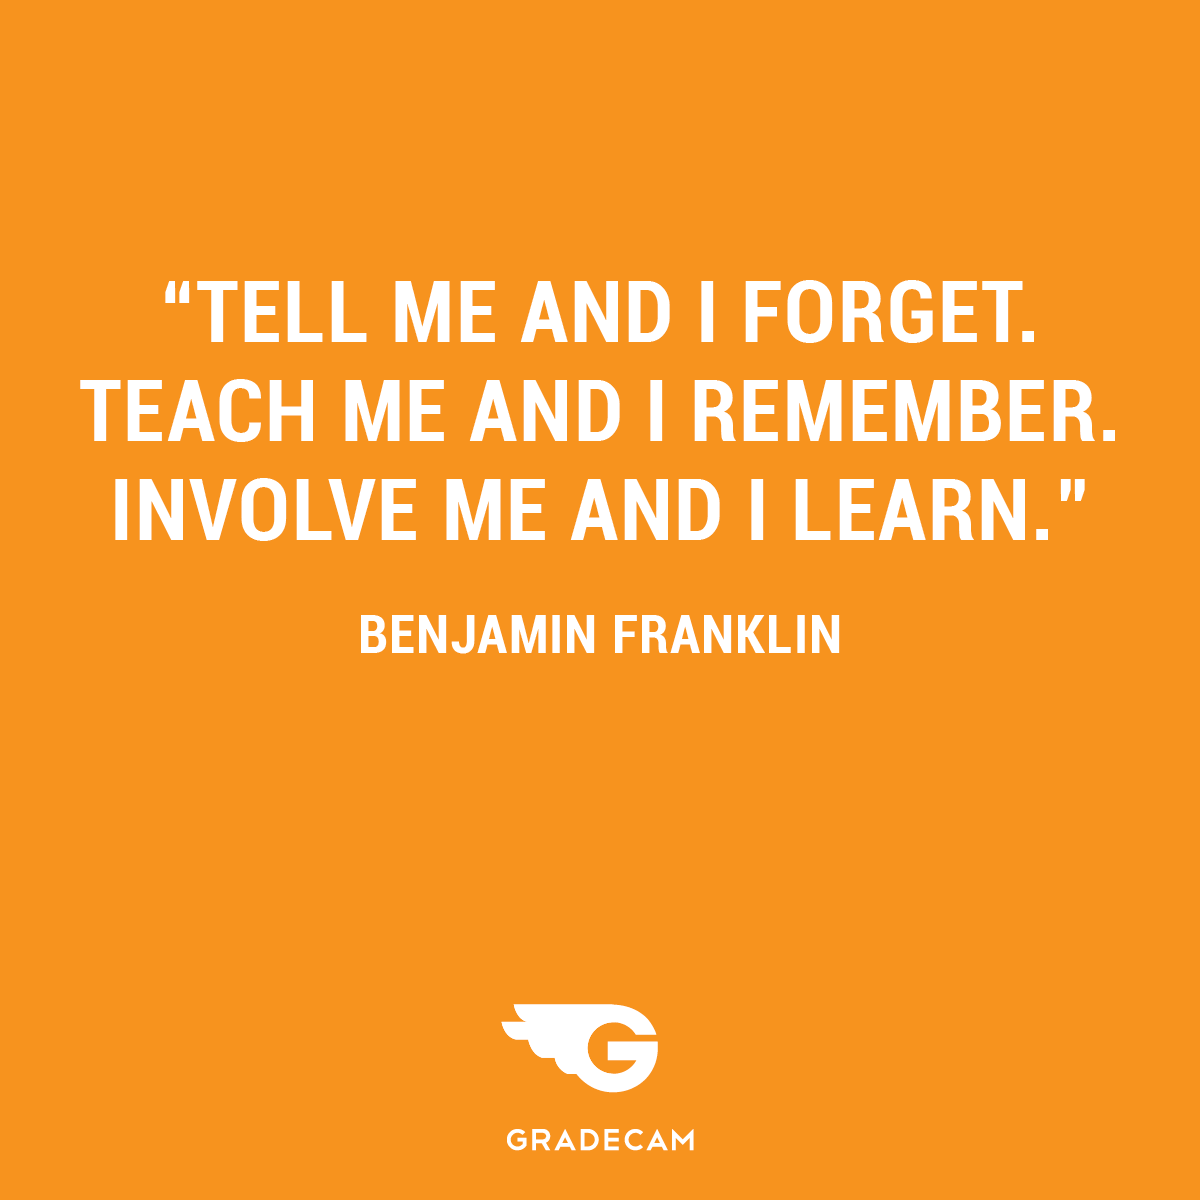 “TELL ME AND I FORGET.
TEACH ME AND I REMEMBER.
INVOLVE ME AND I LEARN.”
BENJAMIN FRANKLIN
G
GRADECAM